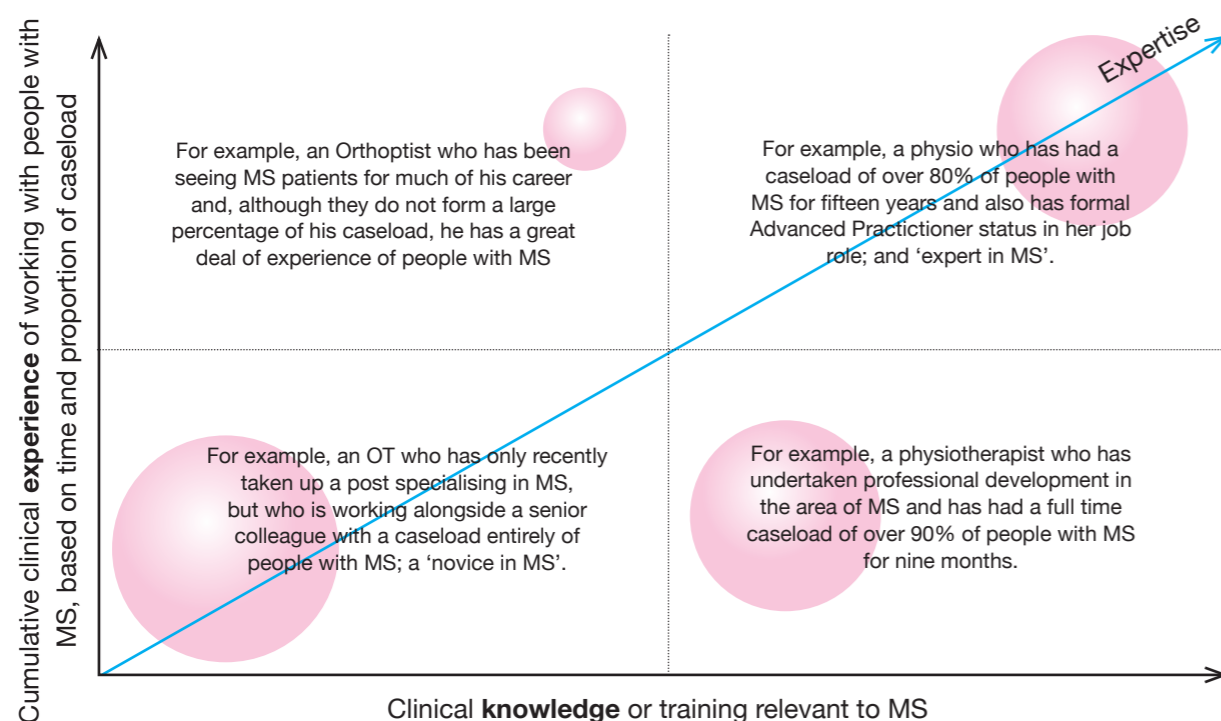 Cumulative clinical experience of working with people with
MS, based on time and proportion of caseload
Expertise
For example, an Orthoptist who has been
seeing MS patients for much of his career
and, although they do not form a large
percentage of his caseload, he has a great
deal of experience of people with MS
For example, a physio who has had a
caseload of over 80% of people with
MS for fifteen years and also has formal
Advanced Practictioner status in her job
role; and ‘expert in MS’.
For example, an OT who has only recently
taken up a post specialising in MS,
but who is working alongside a senior
colleague with a caseload entirely of
people with MS; a ‘novice in MS’.
For example, a physiotherapist who has
undertaken professional development in
the area of MS and has had a full time
caseload of over 90% of people with MS
for nine months.
Clinical knowledge or training relevant to MS